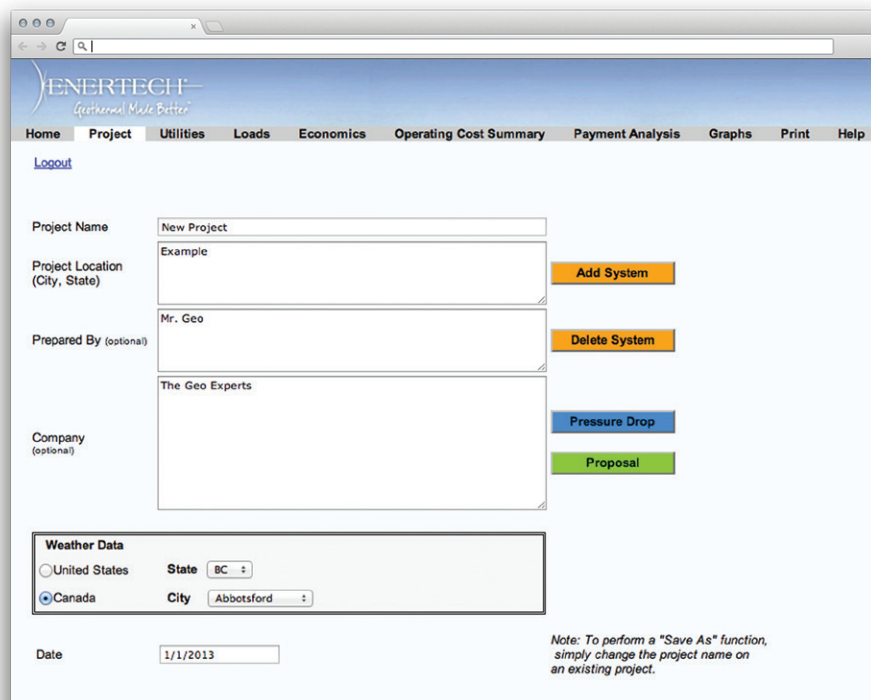 ENERTECH
Geothermal Made Better
Home Project Utilities Loads Economics Operating Cost Summary Payment Analysis Graphs Print Help
Logout
Project Name New Project
Project Location
(City, State)
Example
Add System
Prepared By (optional)
Mr. Geo
Delete System
Company
(optional)
The Geo Experts
Pressure Drop
Proposal
Weather Data
United States State BC
Canada City Abbotsford
Date 1/1/2013
Note: To perform a "Save As" function,
simply change the project name on
an existing project.